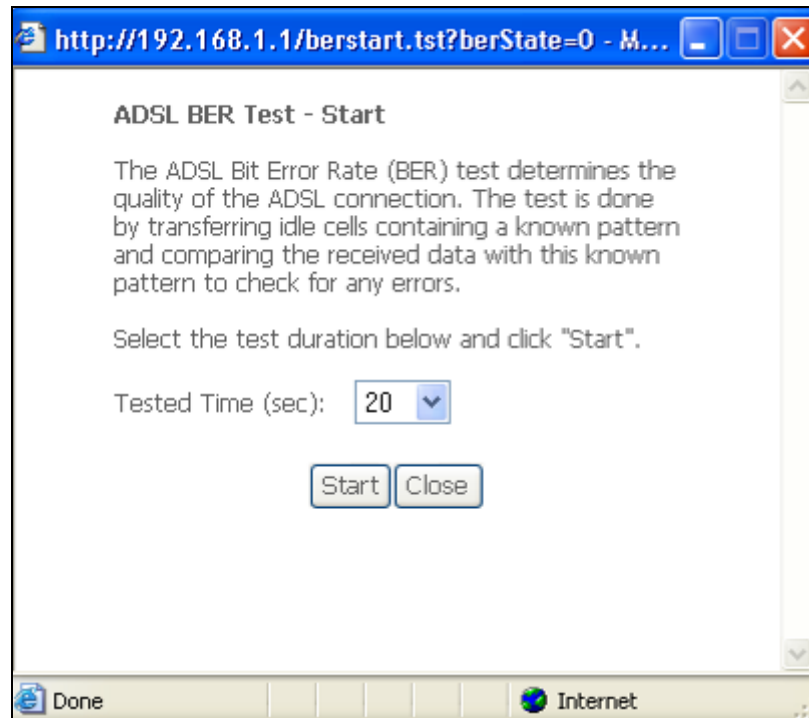 http://192.168.1.1/berstart.tst?berState=0 - M...
ADSL BER Test - Start
The ADSL Bit Error Rate (BER) test determines the
quality of the ADSL connection. The test is done
by transferring idle cells containing a known pattern
and comparing the received data with this known
pattern to check for any errors.
Select the test duration below and click "Start".
Tested Time (sec): 20
Start Close
Done Internet